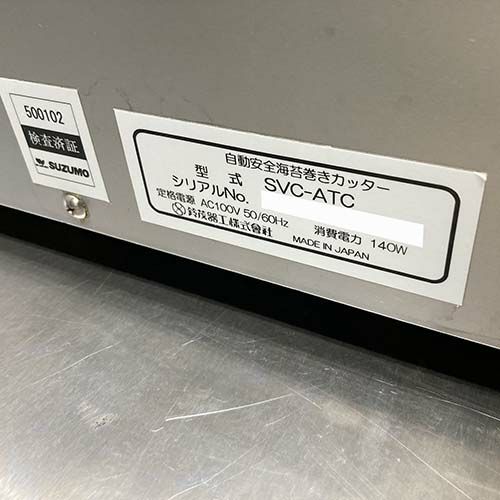 500102
検査済証
SUZUMO
自動安全海苔巻きカッター
型式 SVC-ATC
シリアルNo.
定格電源 AC100V 50/60Hz 消費電力 140W
鈴茂器工株式會社 MADE IN JAPAN